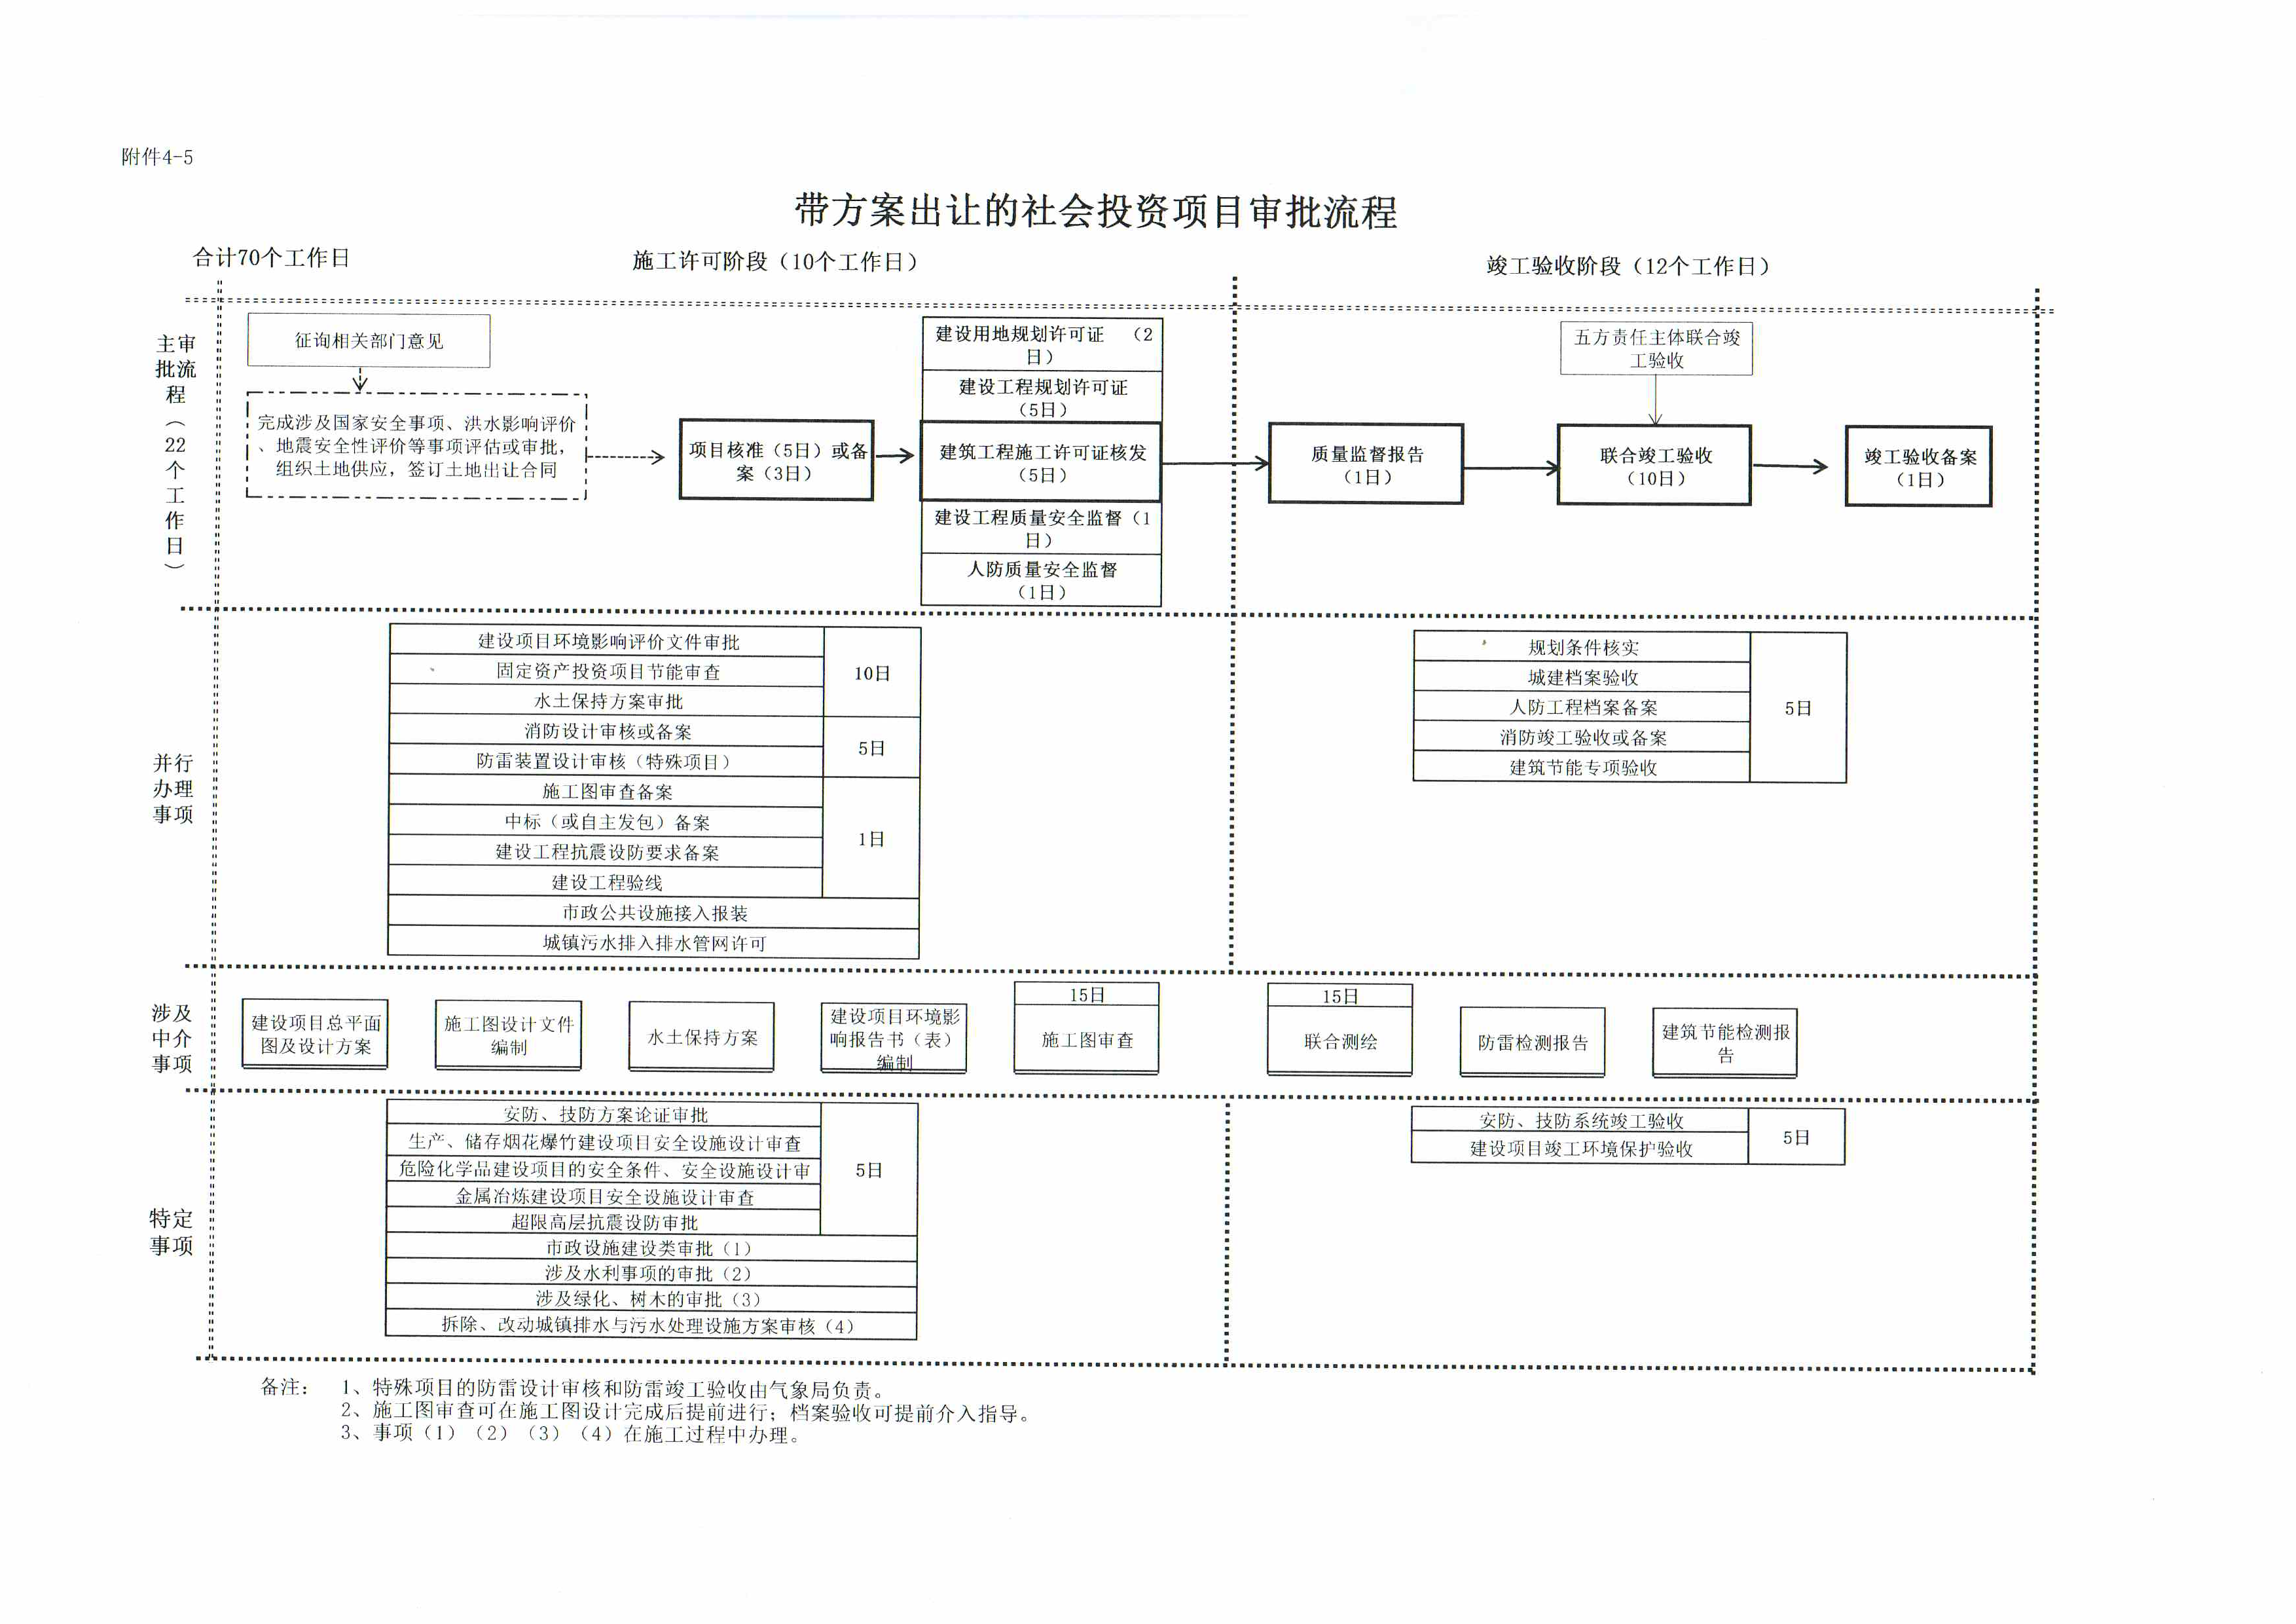 附件4-5
带方案出让的社会投资项目审批流程
合计70个工作日
施工许可阶段（10个工作日）
竣工验收阶段（12个工作日）
主审
批流
程
（
22
个
工
作
日
）
征询相关部门意见
完成涉及国家安全事项、洪水影响评价
、地震安全性评价等事项评估或审批，
组织土地供应，签订土地出让合同
项目核准（5日）或备
案（3日）
建设用地规划许可证　（2
日）
建设工程规划许可证
（5日）
建筑工程施工许可证核发
（5日）
建设工程质量安全监督（1
日）
人防质量安全监督
（1日）
质量监督报告
（1日）
五方责任主体联合竣
工验收
联合竣工验收
（10日）
竣工验收备案
（1日）
并行
办理
事项
建设项目环境影响评价文件审批
固定资产投资项目节能审查
水土保持方案审批
10日
消防设计审核或备案
防雷装置设计审核（特殊项目）
5日
施工图审查备案
中标（或自主发包）备案
建设工程抗震设防要求备案
建设工程验线
1日
市政公共设施接入报装
城镇污水排入排水管网许可
规划条件核实
城建档案验收
人防工程档案备案
消防竣工验收或备案
建筑节能专项验收
5日
涉及
中介
事项
建设项目总平面
图及设计方案
施工图设计文件
编制
水土保持方案
建设项目环境影
响报告书（表）
编制
15日
施工图审查
15日
联合测绘
防雷检测报告
建筑节能检测报
告
特定
事项
安防、技防方案论证审批
生产、储存烟花爆竹建设项目安全设施设计审查
危险化学品建设项目的安全条件、安全设施设计审
金属冶炼建设项目安全设施设计审查
超限高层抗震设防审批
5日
市政设施建设类审批（1）
涉及水利事项的审批（2）
涉及绿化、树木的审批（3）
拆除、改动城镇排水与污水处理设施方案审核（4）
安防、技防系统竣工验收
建设项目竣工环境保护验收
5日
备注：　1、特殊项目的防雷设计审核和防雷竣工验收由气象局负责。
2、施工图审查可在施工图设计完成后提前进行；档案验收可提前介入指导。
3、事项（1）（2）（3）（4）在施工过程中办理。